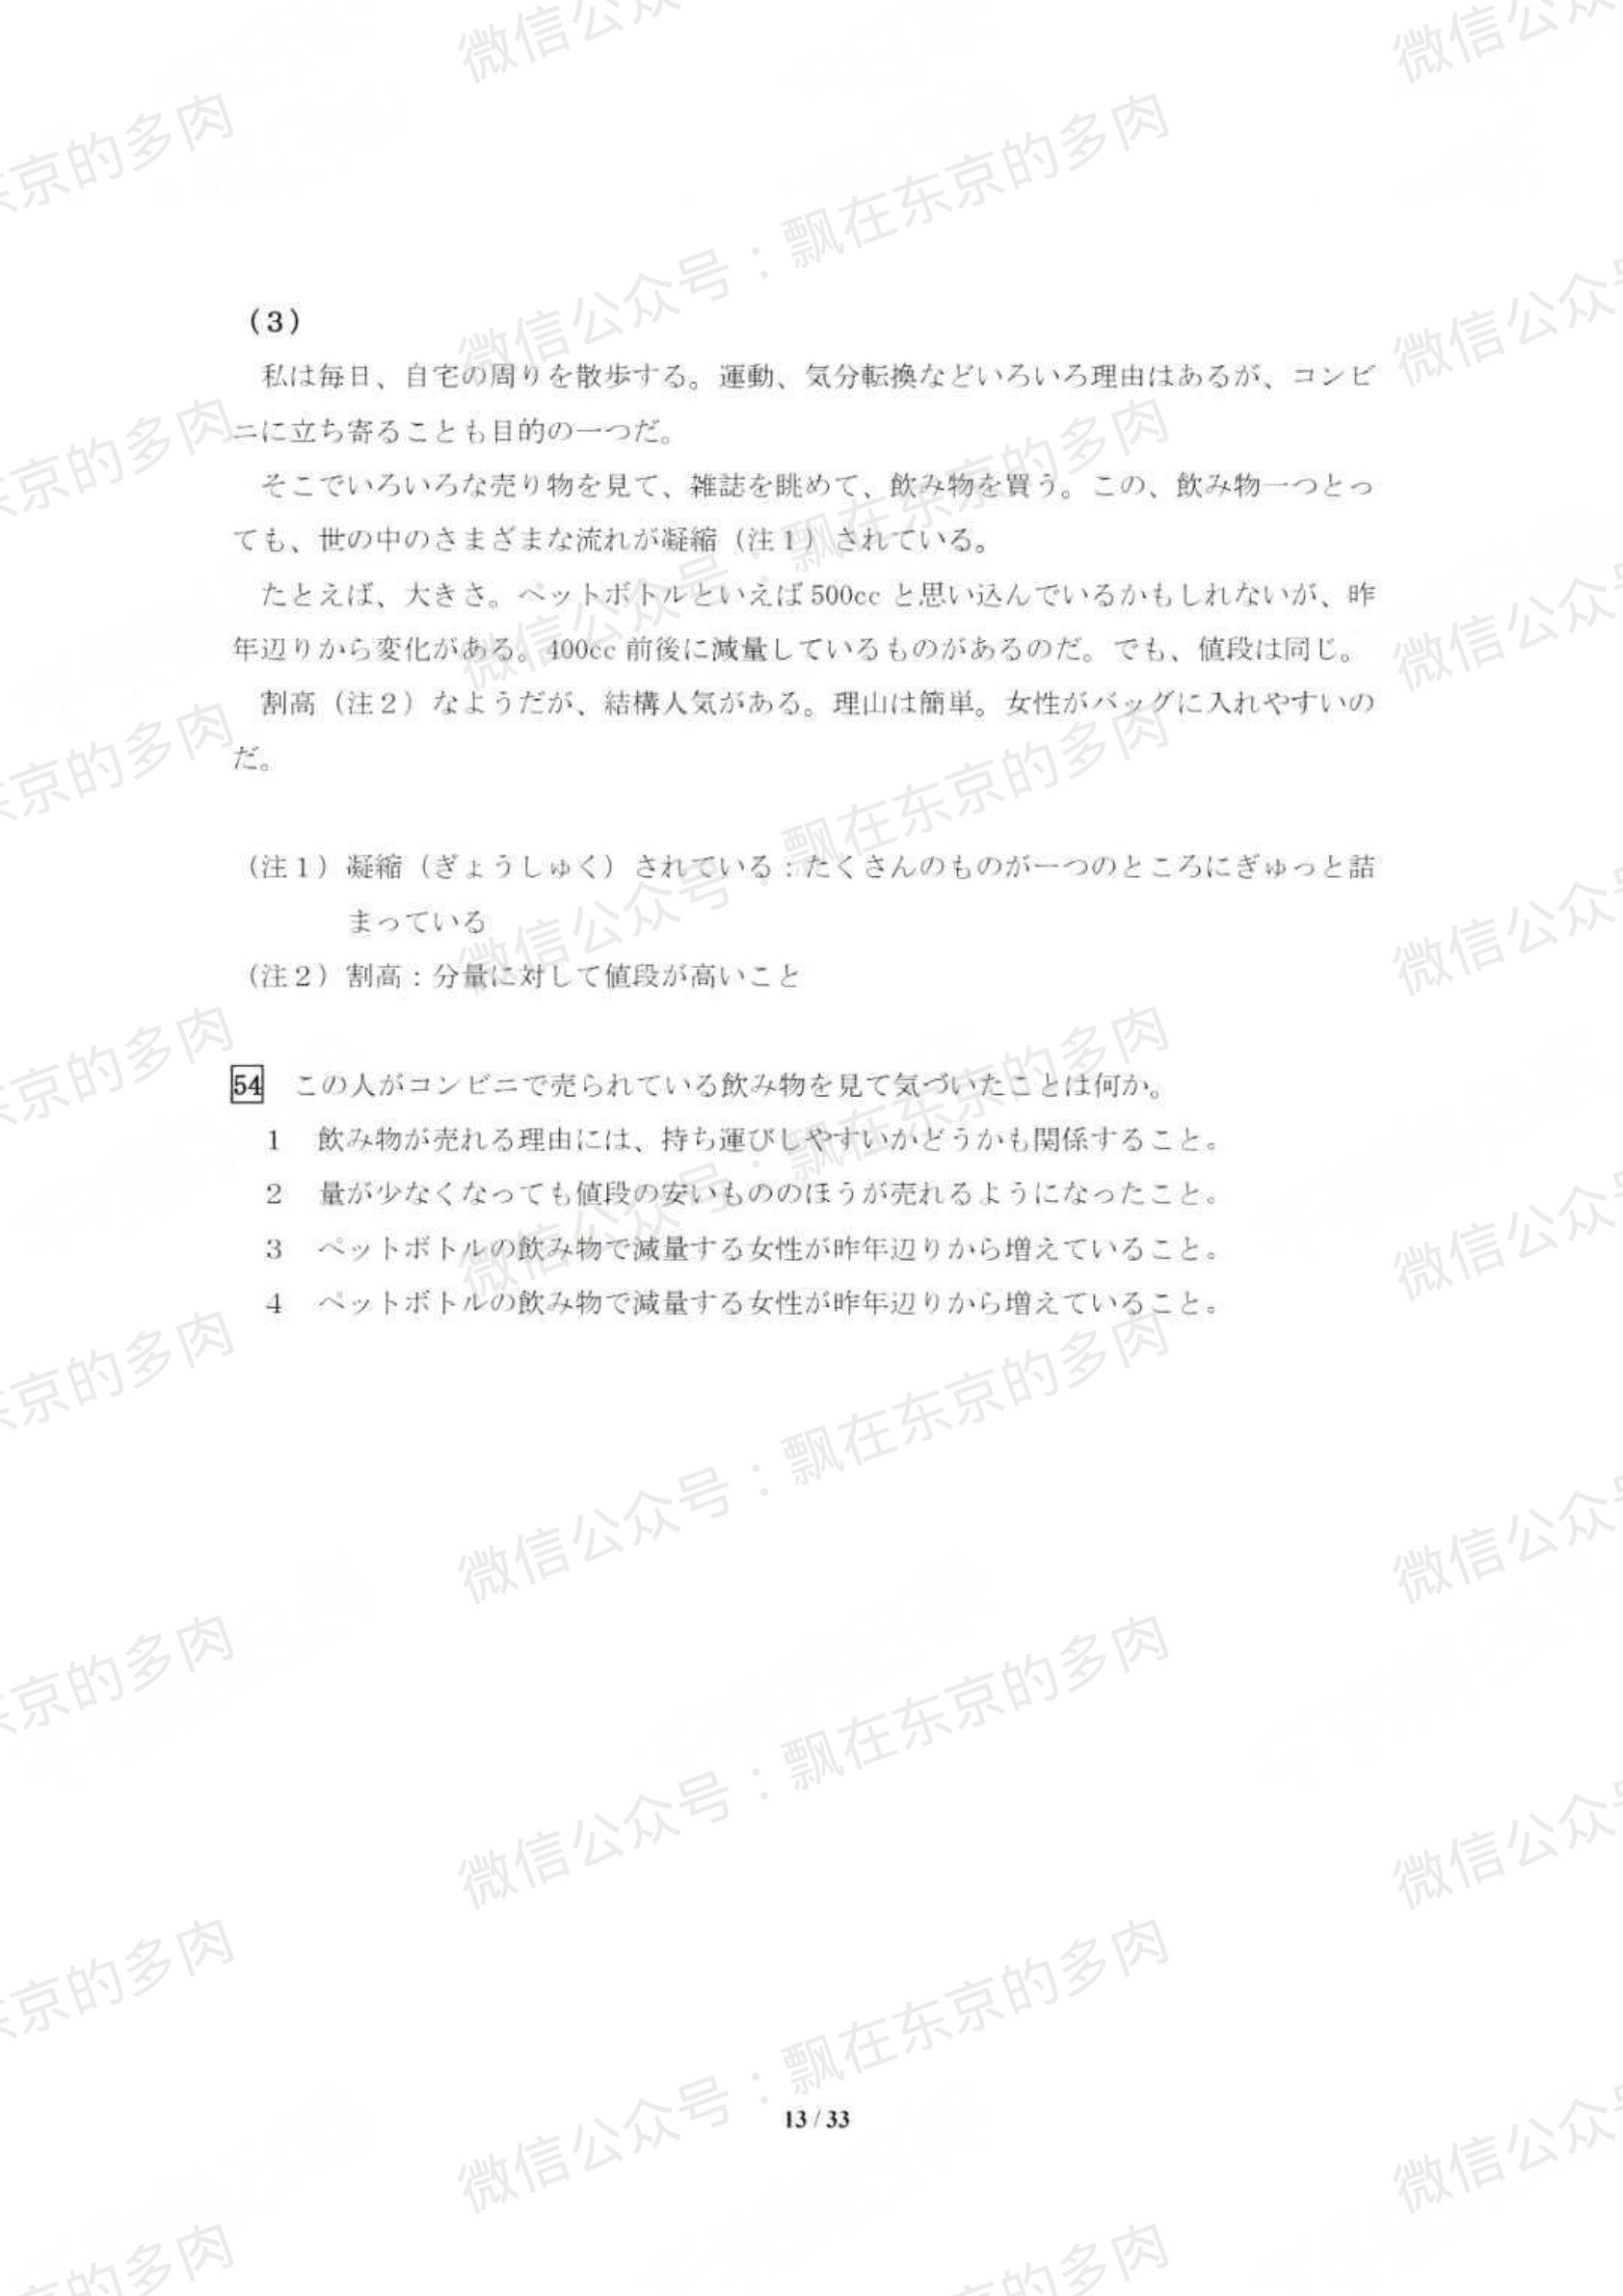 (3)
私は毎日、自宅の周りを散歩する。運動、気分転換などいろいろ理由はあるが、コンビ
ニに立ち寄ることも目的の一つだ。
そこでいろいろな売り物を見て、雑誌を眺めて、飲み物を買う。この、飲み物一つとっ
ても、世の中のさまざまな流れが凝縮（注１）されている。
たとえば、大きさ。ペットボトルといえば500ccと思い込んでいるかもしれないが、昨
年辺りから変化がある。400cc前後に減量しているものがあるのだ。でも、値段は同じ。
割高（注２）なようだが、結構人気がある。理山は簡単。女性がバッグに入れやすいの
だ。
（注１）凝縮（ぎょうしゅく）されている：たくさんのものが一つのところにぎゅっと詰
まっている
（注２）割高：分量に対して値段が高いこと
54 この人がコンビニで売られている飲み物を見て気づいたことは何か。
1 飲み物が売れる理由には、持ち運びしやすいかどうかも関係すること。
2 量が少なくなっても値段の安いもののほうが売れるようになったこと。
3 ペットボトルの飲み物で減量する女性が昨年辺りから増えていること。
4 ペットボトルの飲み物で減量する女性が昨年辺りから増えていること。
13 / 33
微信公众号：飘在东京的多肉